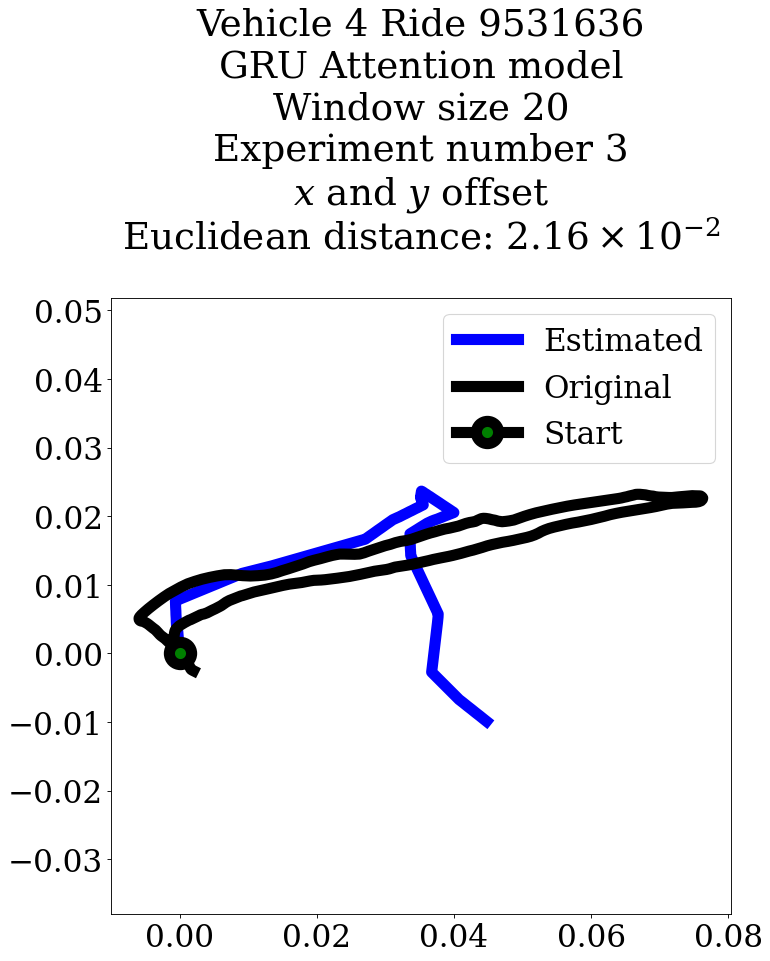 Vehicle 4 Ride 9531636
GRU Attention model
Window size 20
Experiment number 3
x and y offset
Euclidean distance: 2.16 × 10⁻²
0.05
Estimated
0.04
Original
0.03
Start
0.02
0.01
0.00
−0.01
−0.02
−0.03
0.00 0.02 0.04 0.06 0.08